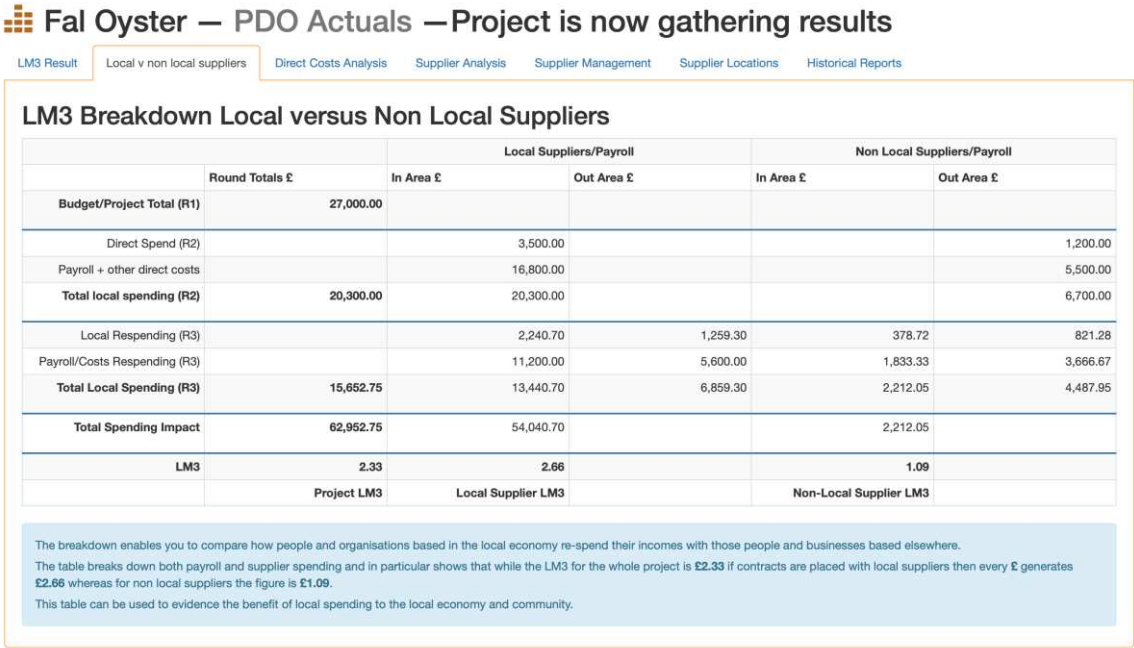 Fal Oyster — PDO Actuals —Project is now gathering results
LM3 Result Local v non local suppliers Direct Costs Analysis Supplier Analysis Supplier Management Supplier Locations Historical Reports
LM3 Breakdown Local versus Non Local Suppliers
Local Suppliers/Payroll Non Local Suppliers/Payroll
Round Totals £ In Area £ Out Area £ In Area £ Out Area £
Budget/Project Total (R1) 27,000.00
Direct Spend (R2) 3,500.00 1,200.00
Payroll + other direct costs 16,800.00 5,500.00
Total local spending (R2) 20,300.00 20,300.00 6,700.00
Local Respending (R3) 2,240.70 1,259.30 378.72 821.28
Payroll/Costs Respending (R3) 11,200.00 5,600.00 1,833.33 3,666.67
Total Local Spending (R3) 15,652.75 13,440.70 6,859.30 2,212.05 4,487.95
Total Spending Impact 62,952.75 54,040.70 2,212.05
LM3 2.33 2.66 1.09
Project LM3 Local Supplier LM3 Non-Local Supplier LM3
The breakdown enables you to compare how people and organisations based in the local economy re-spend their incomes with those people and businesses based elsewhere.
The table breaks down both payroll and supplier spending and in particular shows that while the LM3 for the whole project is £2.33 if contracts are placed with local suppliers then every £ generates
£2.66 whereas for non local suppliers the figure is £1.09.
This table can be used to evidence the benefit of local spending to the local economy and community.